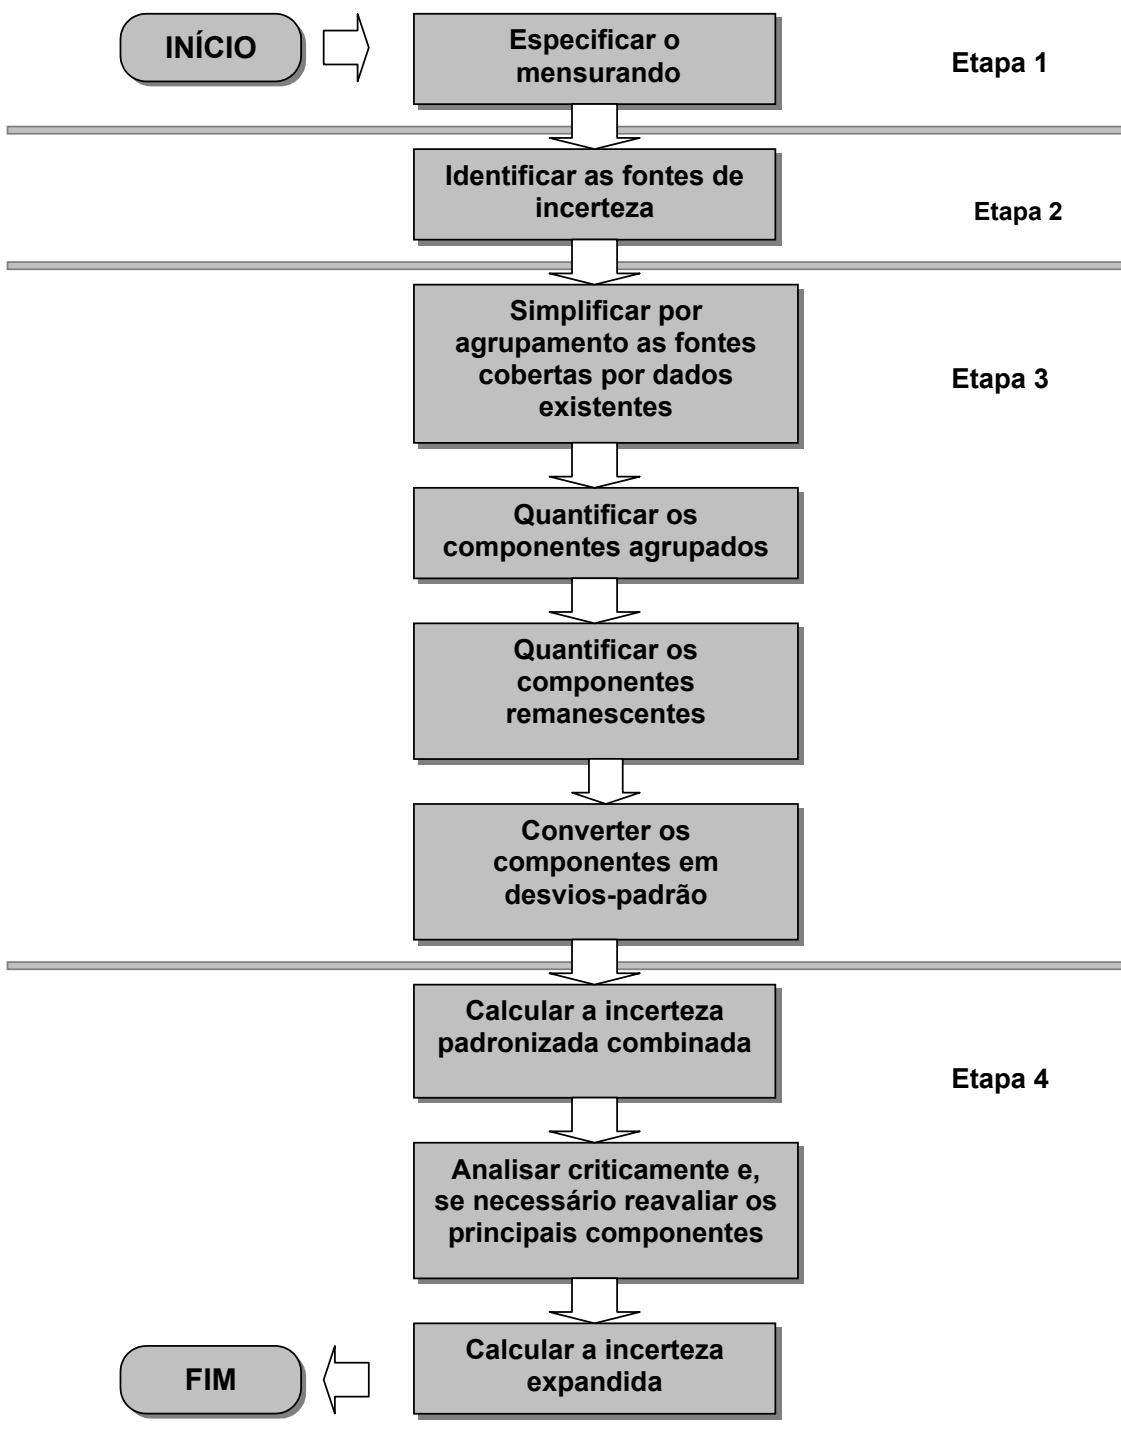 INÍCIO
Especificar o
mensurando
Etapa 1
Identificar as fontes de
incerteza
Etapa 2
Simplificar por
agrupamento as fontes
cobertas por dados
existentes
Etapa 3
Quantificar os
componentes agrupados
Quantificar os
componentes
remanescentes
Converter os
componentes em
desvios-padrão
Calcular a incerteza
padronizada combinada
Etapa 4
Analisar criticamente e,
se necessário reavaliar os
principais componentes
Calcular a incerteza
expandida
FIM